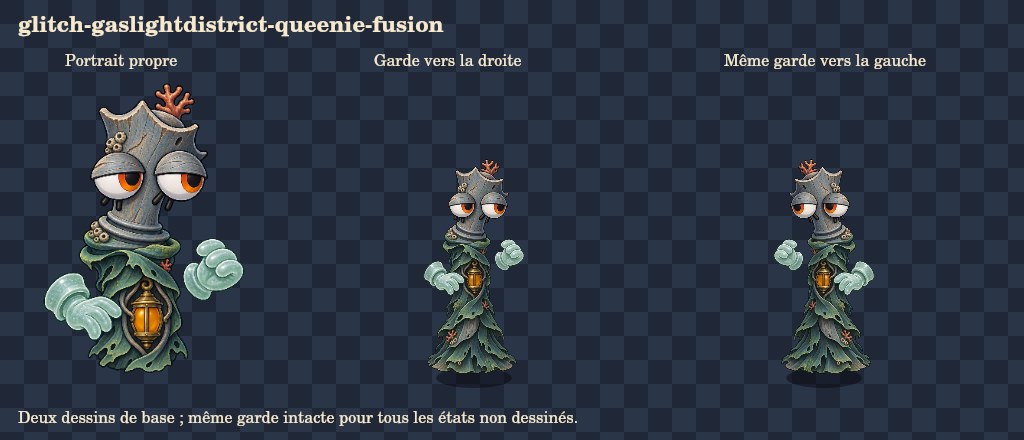 glitch-gaslightdistrict-queenie-fusion
Portrait propre
Garde vers la droite
Même garde vers la gauche
Deux dessins de base ; même garde intacte pour tous les états non dessinés.